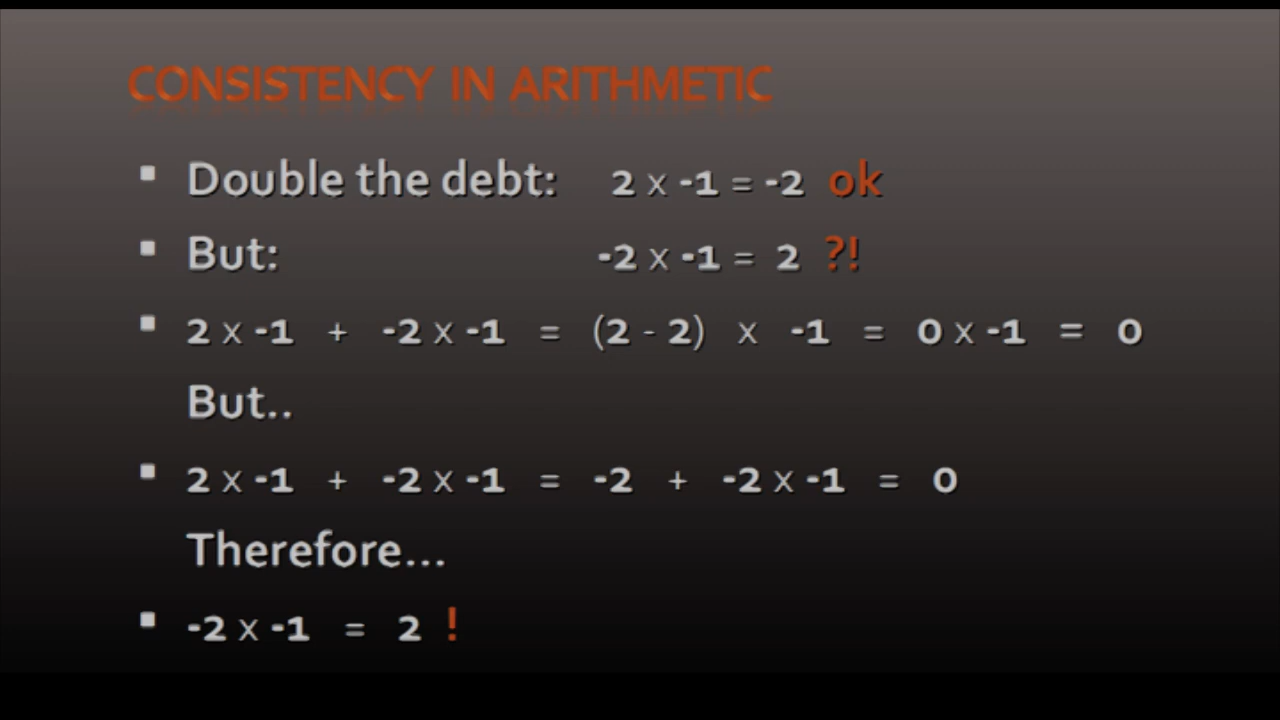 CONSISTENCY IN ARITHMETIC
Double the debt: 2 x -1 = -2 ok
But: -2 x -1 = 2 ?!
2 x -1 + -2 x -1 = (2 - 2) x -1 = 0 x -1 = 0
But..
2 x -1 + -2 x -1 = -2 + -2 x -1 = 0
Therefore...
-2 x -1 = 2 !